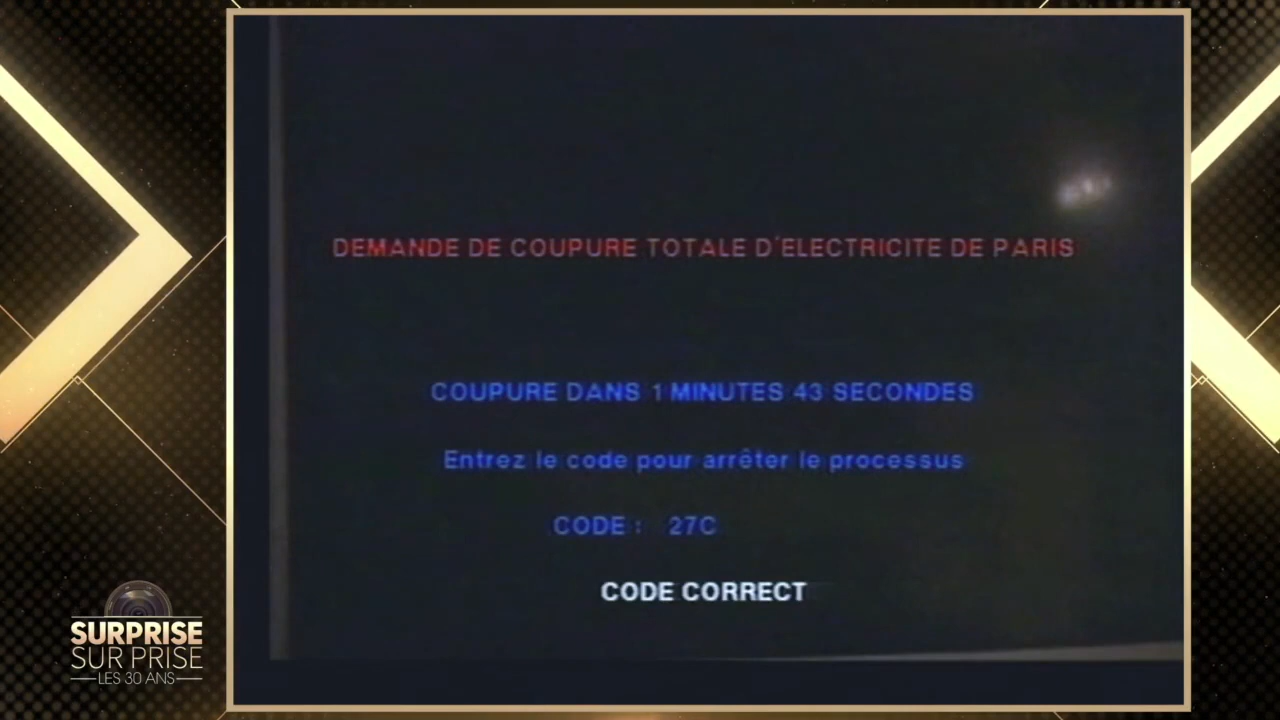 DEMANDE DE COUPURE TOTALE D'ELECTRICITE DE PARIS
COUPURE DANS 1 MINUTES 43 SECONDES
Entrez le code pour arrêter le processus
CODE : 27C
CODE CORRECT
SURPRISE
SUR PRISE
LES 30 ANS